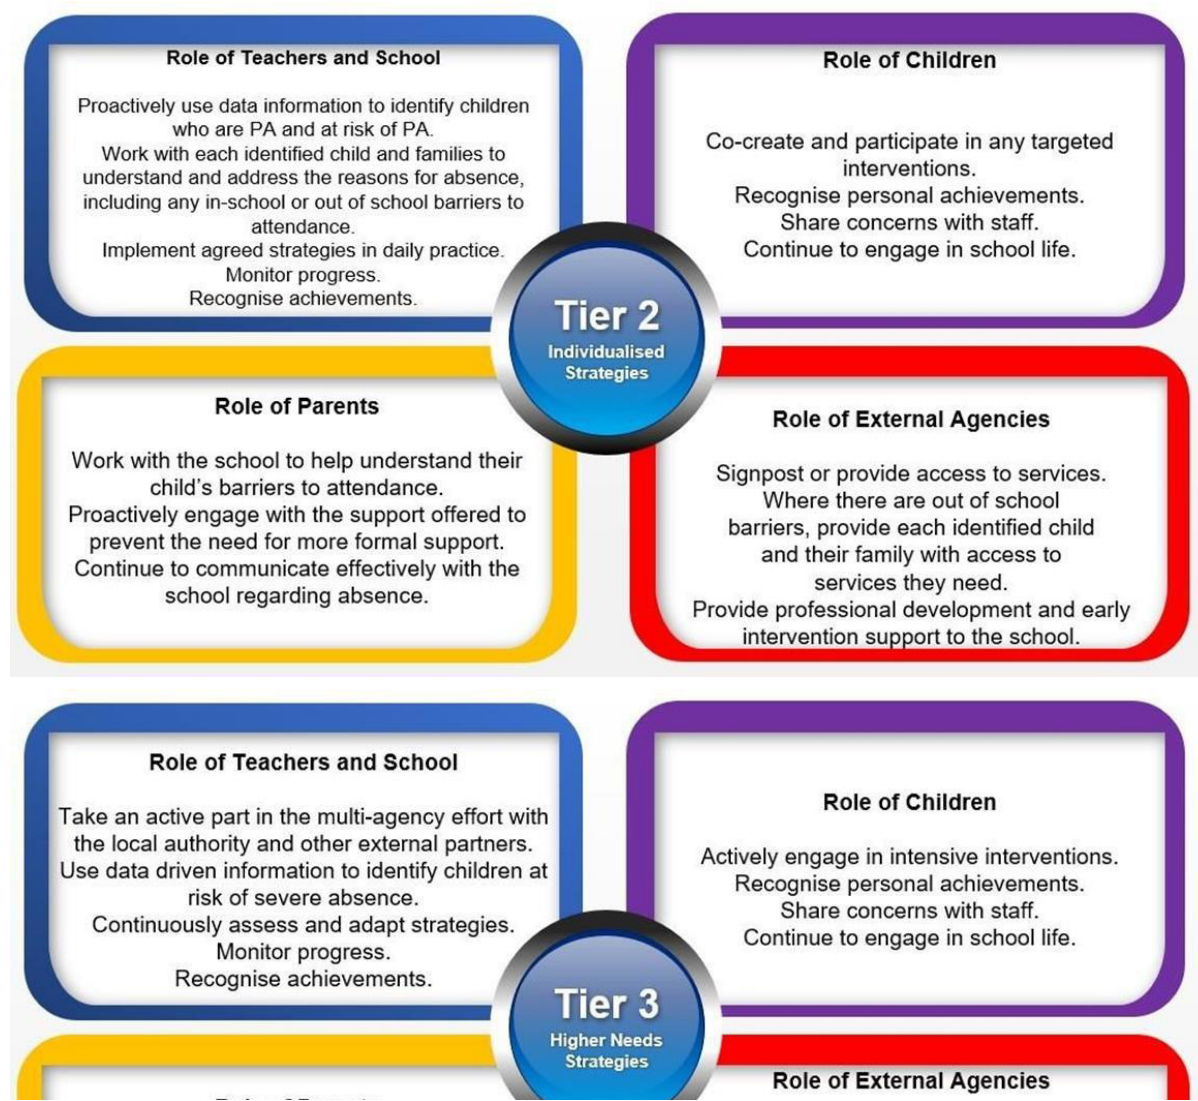 Role of Teachers and School
Proactively use data information to identify children
who are PA and at risk of PA.
Work with each identified child and families to
understand and address the reasons for absence,
including any in-school or out of school barriers to
attendance.
Implement agreed strategies in daily practice.
Monitor progress.
Recognise achievements.
Role of Children
Co-create and participate in any targeted
interventions.
Recognise personal achievements.
Share concerns with staff.
Continue to engage in school life.
Tier 2
Individualised
Strategies
Role of Parents
Work with the school to help understand their
child's barriers to attendance.
Proactively engage with the support offered to
prevent the need for more formal support.
Continue to communicate effectively with the
school regarding absence.
Role of External Agencies
Signpost or provide access to services.
Where there are out of school
barriers, provide each identified child
and their family with access to
services they need.
Provide professional development and early
intervention support to the school.
Role of Teachers and School
Take an active part in the multi-agency effort with
the local authority and other external partners.
Use data driven information to identify children at
risk of severe absence.
Continuously assess and adapt strategies.
Monitor progress.
Recognise achievements.
Role of Children
Actively engage in intensive interventions.
Recognise personal achievements.
Share concerns with staff.
Continue to engage in school life.
Tier 3
Higher Needs
Strategies
Role of External Agencies